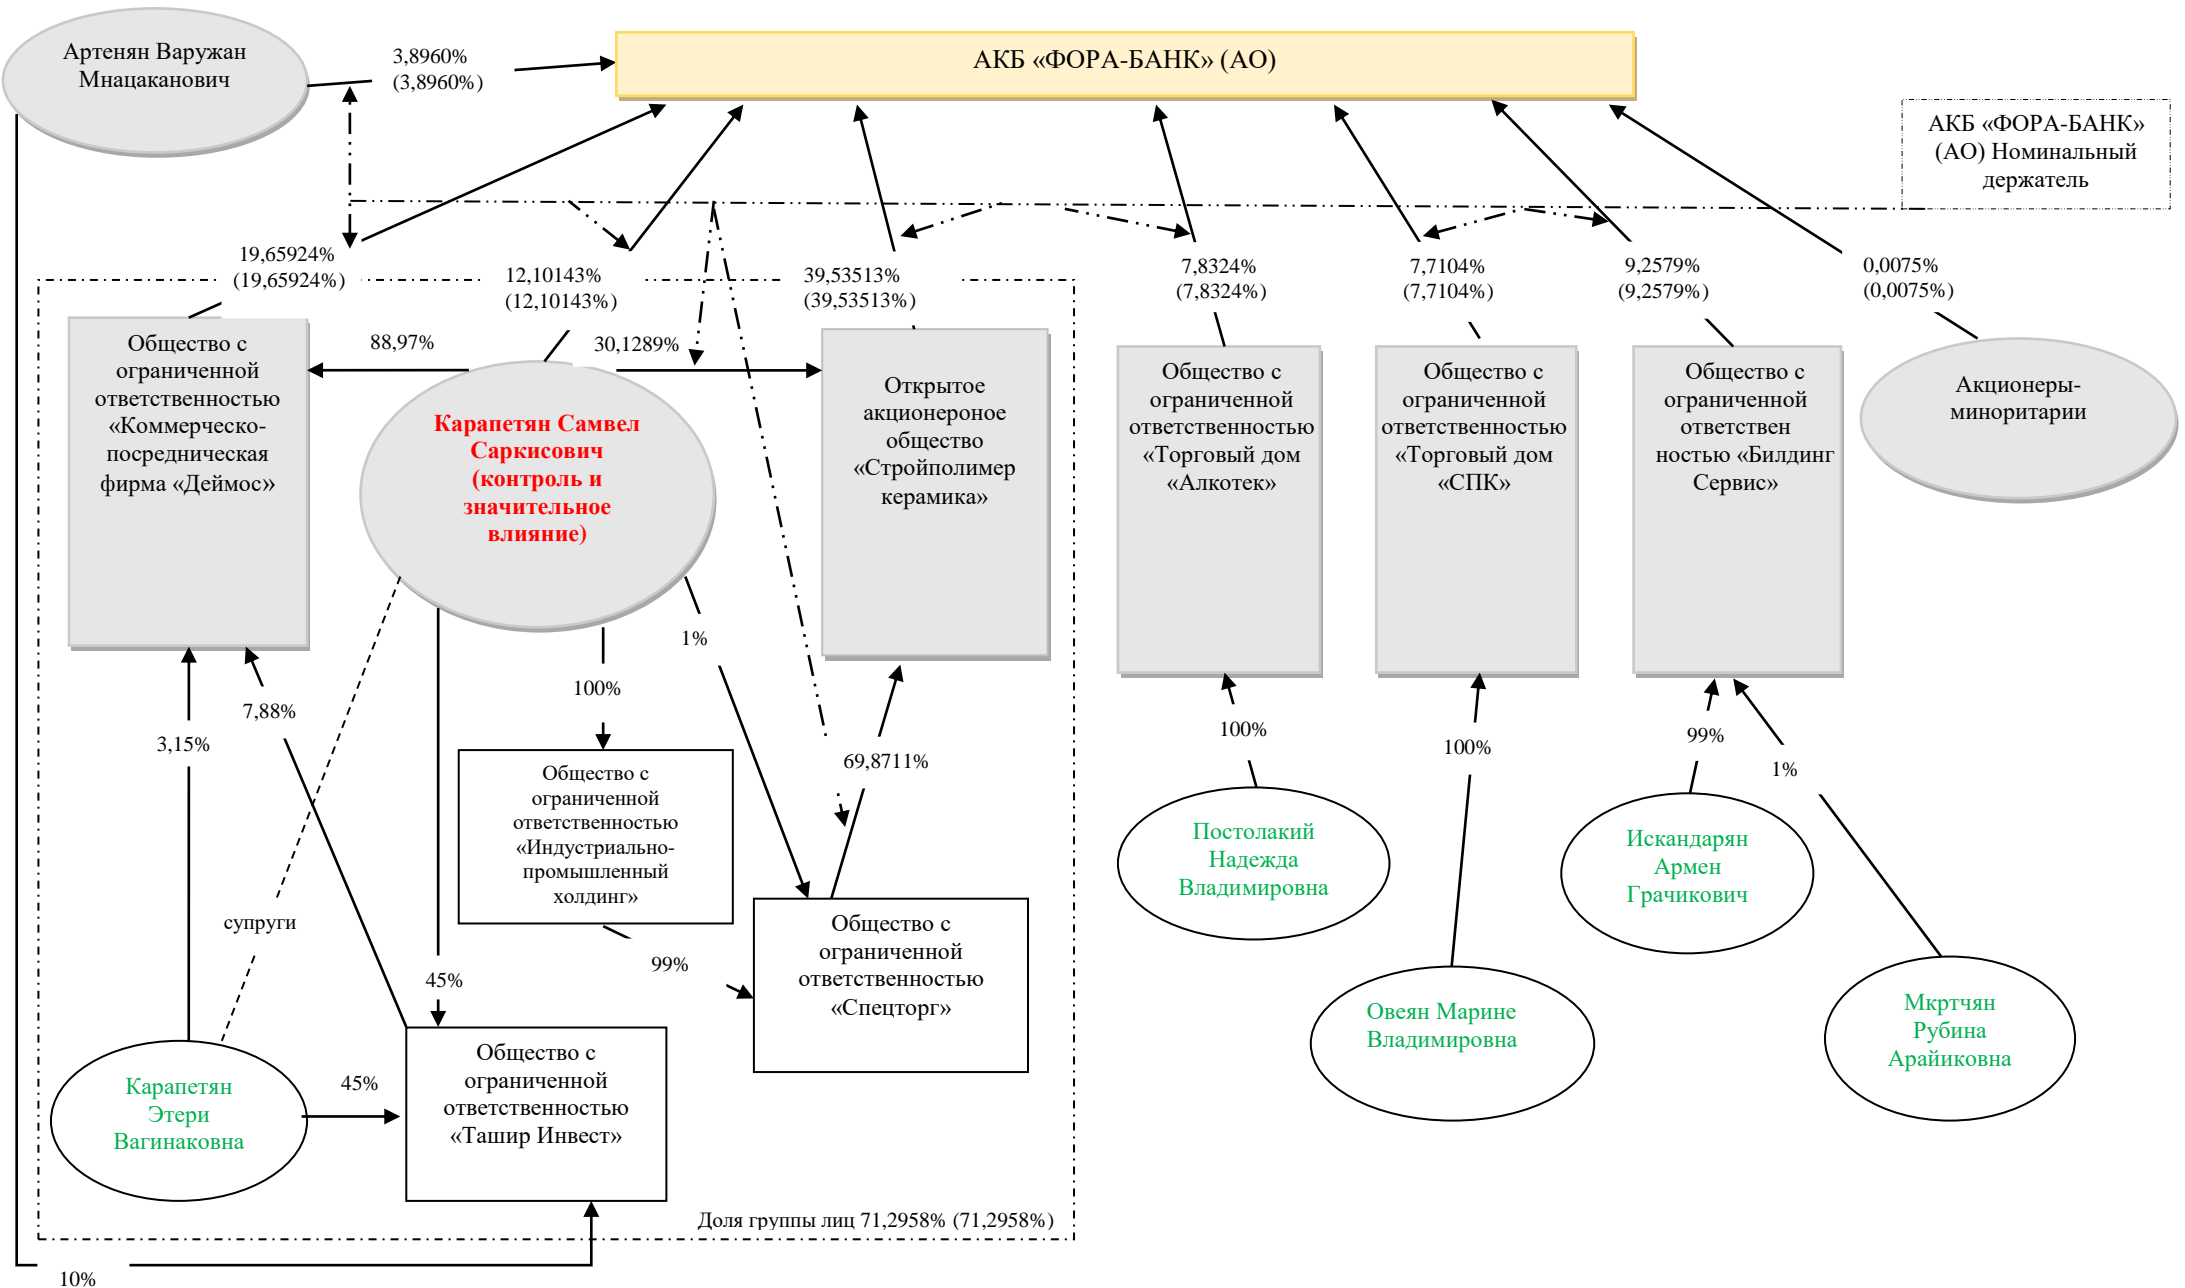 Артенян Варужан
Мнацаканович
3,8960%
(3,8960%)
АКБ «ФОРА-БАНК» (АО)
АКБ «ФОРА-БАНК»
(АО) Номинальный
держатель
19,65924%
(19,65924%)
12,10143%
(12,10143%)
39,53513%
(39,53513%)
7,8324%
(7,8324%)
7,7104%
(7,7104%)
9,2579%
(9,2579%)
0,0075%
(0,0075%)
Общество с
ограниченной
ответственностью
«Коммерческо-
посредническая
фирма «Деймос»
88,97%
30,1289%
Карапетян Самвел
Саркисович
(контроль и
значительное
влияние)
Открытое
акционероное
общество
«Стройполимер
керамика»
Общество с
ограниченной
ответственностью
«Торговый дом
«Алкотек»
Общество с
ограниченной
ответственностью
«Торговый дом
«СПК»
Общество с
ограниченной
ответствен
ностью «Билдинг
Сервис»
Акционеры-
миноритарии
1%
100%
7,88%
3,15%
69,8711%
100%
100%
99%
1%
Общество с
ограниченной
ответственностью
«Индустриально-
промышленный
холдинг»
Постолакий
Надежда
Владимировна
Искандарян
Армен
Грачикович
супруги
99%
45%
Общество с
ограниченной
ответственностью
«Спецторг»
Овеян Марине
Владимировна
Мкртчян
Рубина
Арайиковна
Карапетян
Этери
Вагинаковна
45%
Общество с
ограниченной
ответственностью
«Ташир Инвест»
Доля группы лиц 71,2958% (71,2958%)
10%